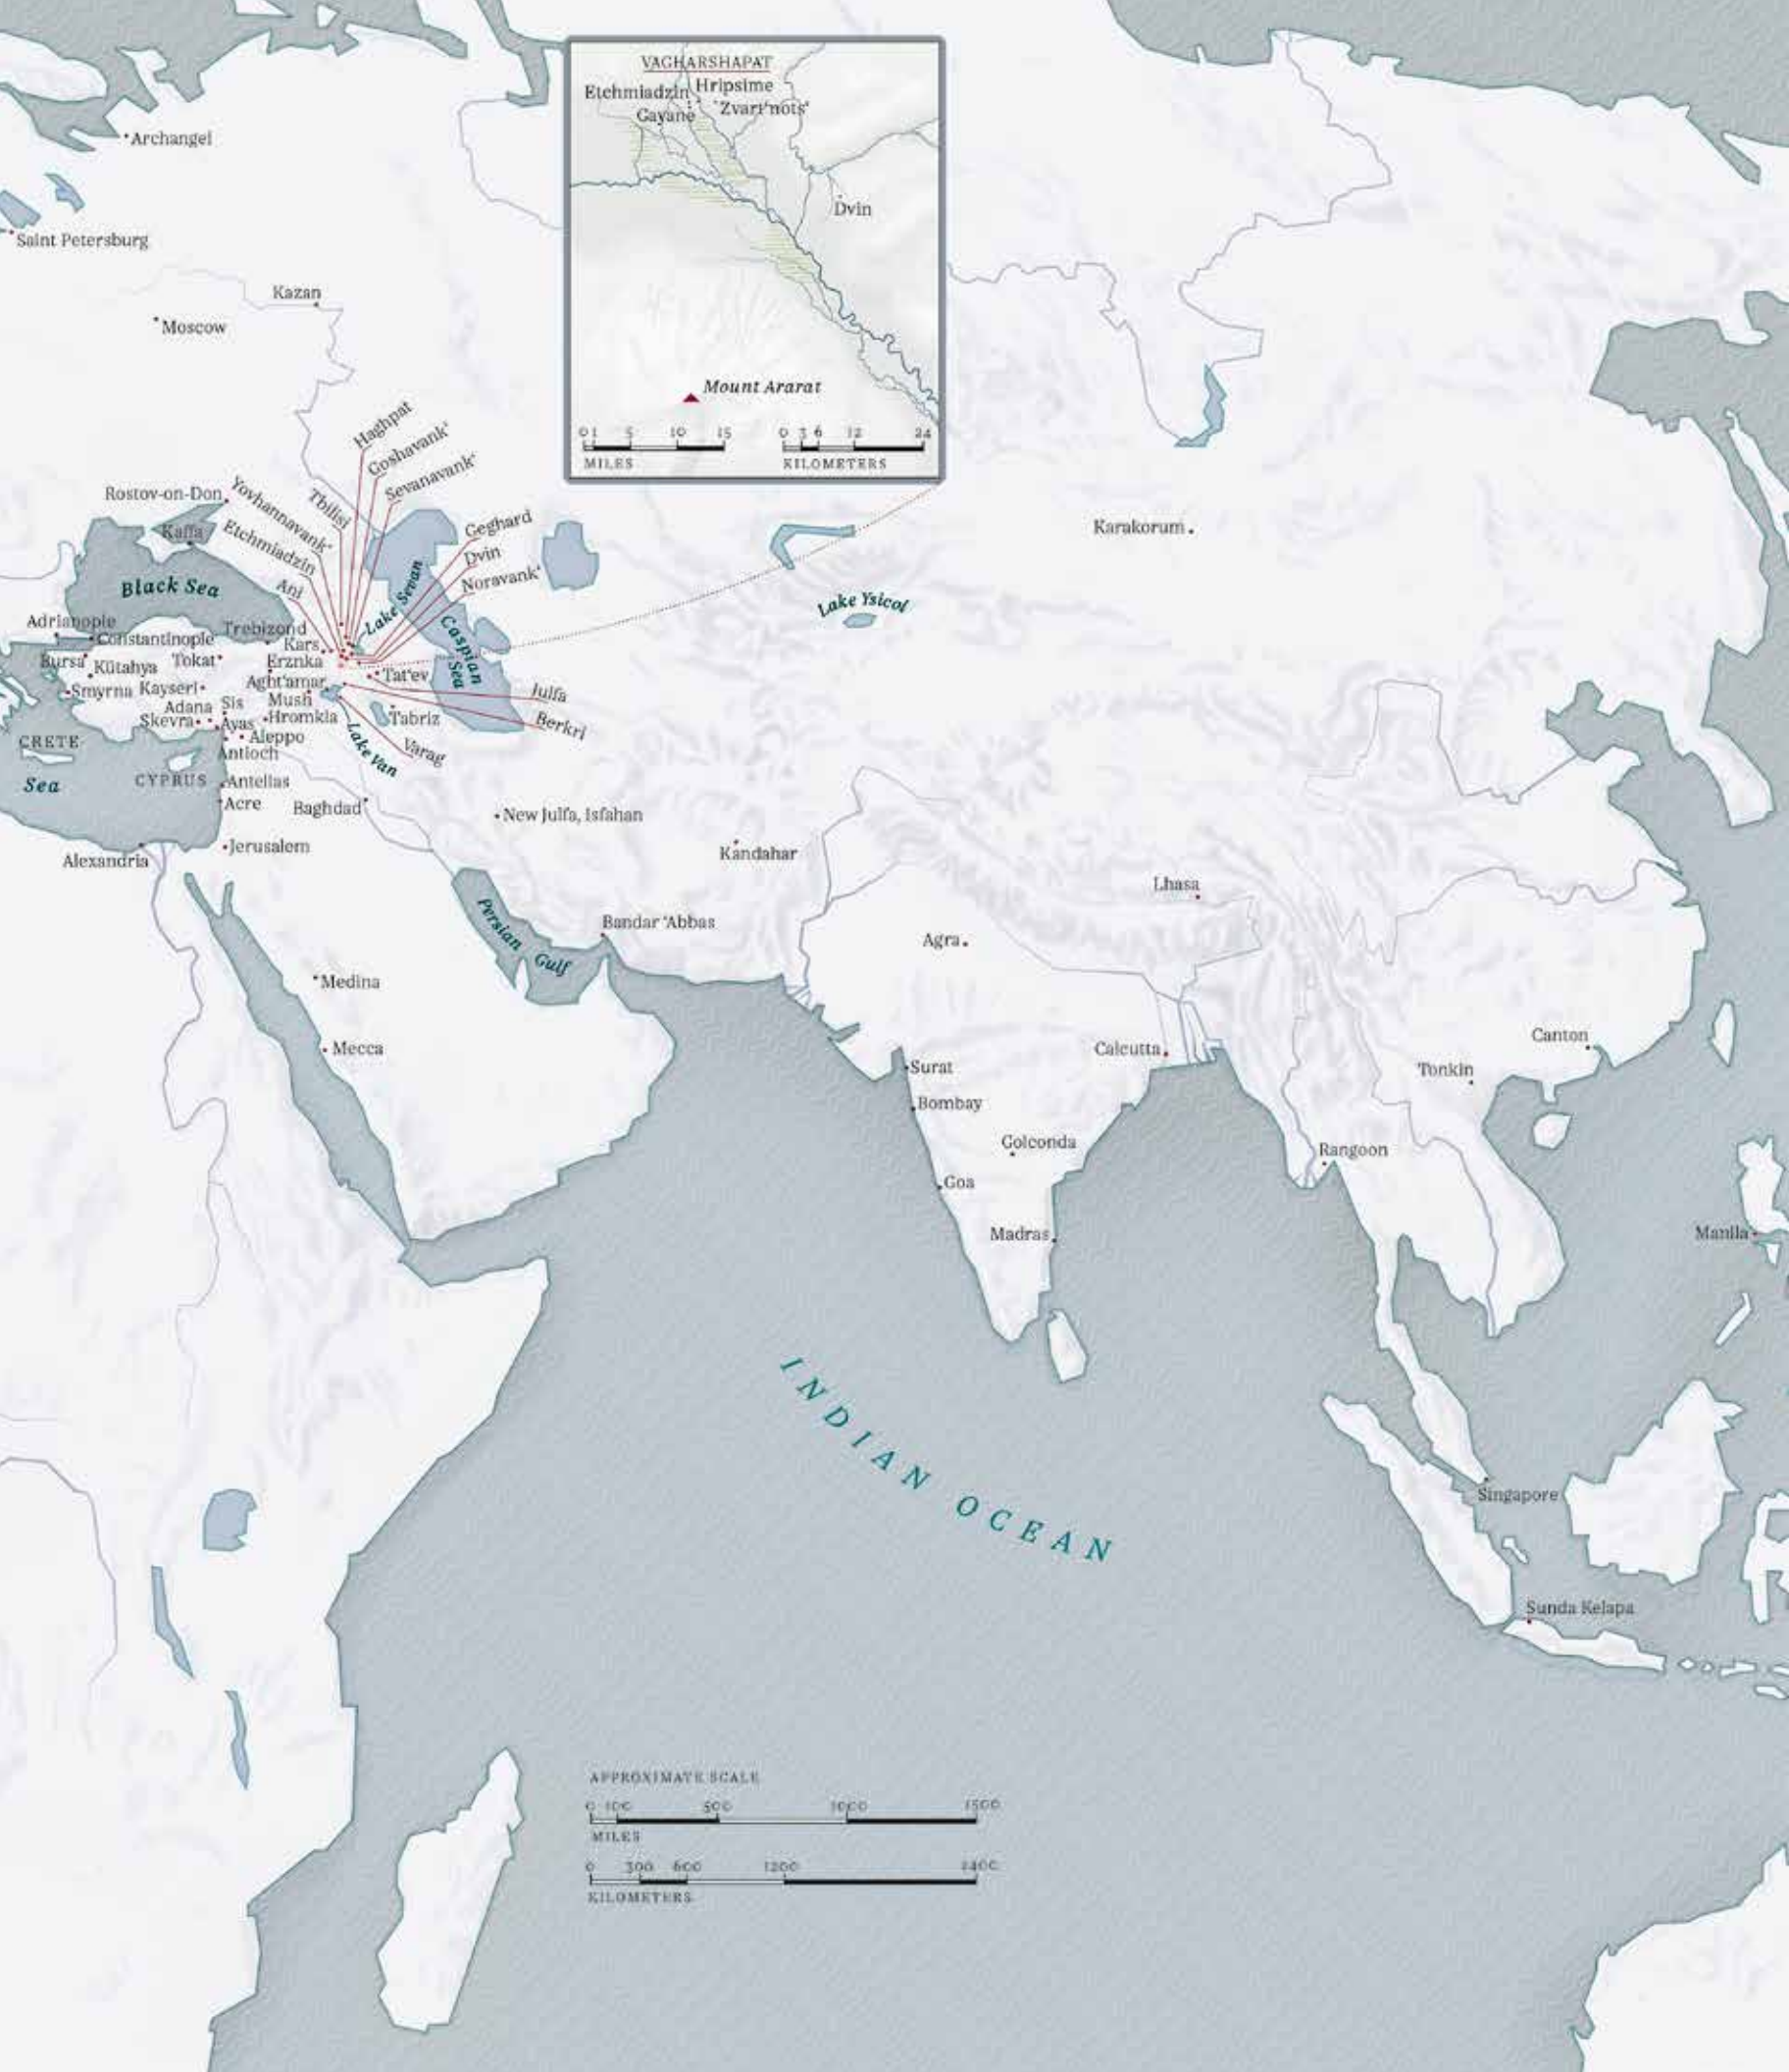 VAGHARSHAPAT
Etchmiadzin
Hripsime
Gayane
Zvart‘nots‘
Dvin
Mount Ararat
0 1 5 10 15
MILES
0 3 6 12 24
KILOMETERS
Archangel
Saint Petersburg
Kazan
Moscow
Haghpat
Goshavank‘
Sevanavank‘
Rostov-on-Don
Yovhannavank‘
Tbilisi
Geghard
Kaffa
Etchmiadzin
Dvin
Noravank‘
Ani
Black Sea
Lake Sevan
Caspian
Sea
Karakorum
Lake Ysicol
Adrianople
Constantinople
Trebizond
Kars
Bursa
Kütahya
Tokat
Erznka
Smyrna
Kayseri
Aght‘amar
Tat‘ev
Julfa
Adana
Sis
Mush
Skevra
Ayas
Hromkla
Tabriz
Berkri
CRETE
Aleppo
Lake Van
Varag
Antioch
Sea
CYPRUS
Antelias
Acre
Baghdad
New Julfa, Isfahan
Alexandria
Jerusalem
Kandahar
Lhasa
Persian
Gulf
Bandar ‘Abbas
Agra
Medina
Mecca
Calcutta
Canton
Tonkin
Surat
Bombay
Golconda
Rangoon
Goa
Madras
Manila
INDIAN OCEAN
Singapore
Sunda Kelapa
APPROXIMATE SCALE
0 100 500 1000 1500
MILES
0 300 600 1200 2400
KILOMETERS